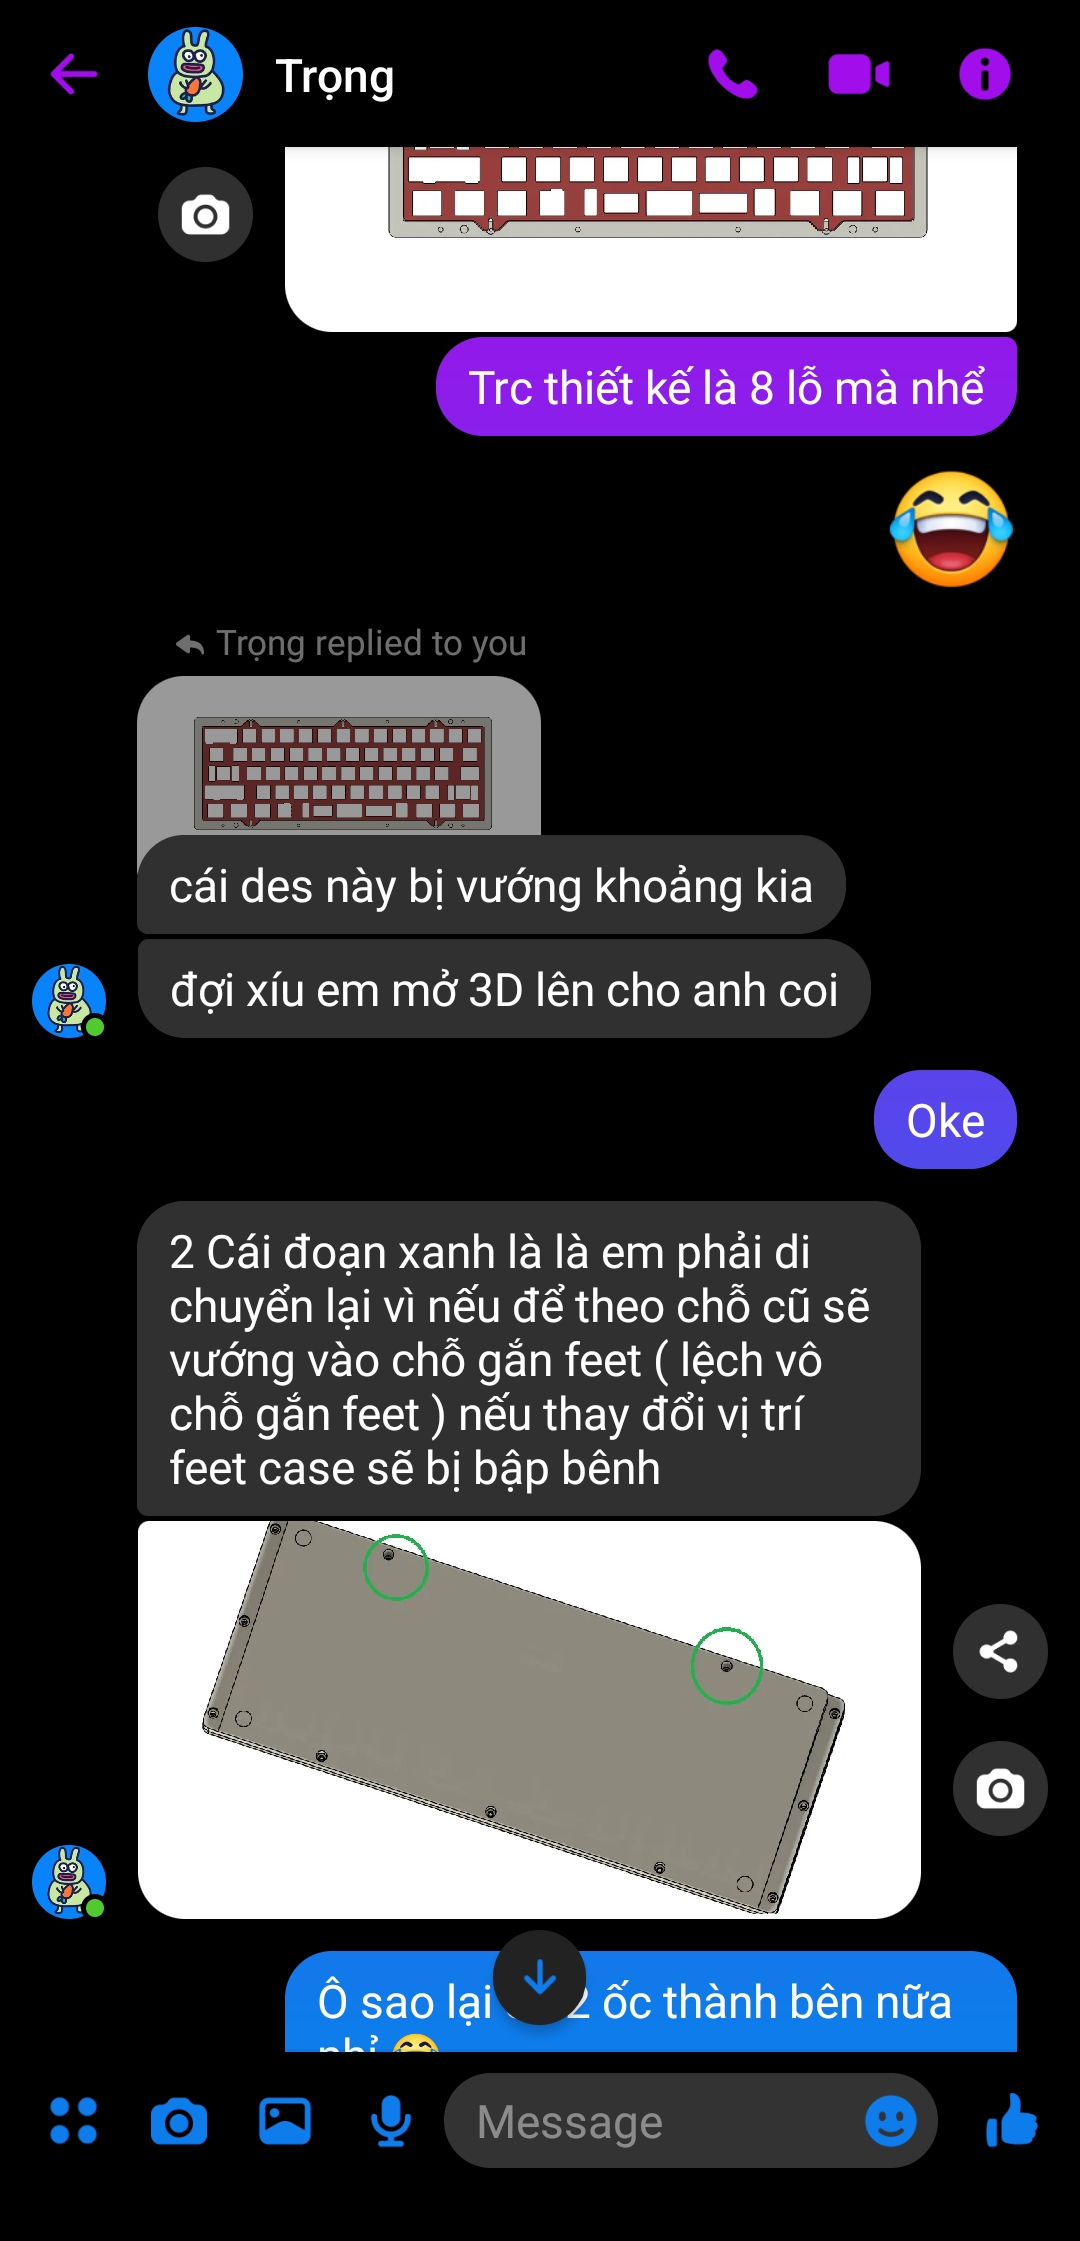 Trọng
Trc thiết kế là 8 lỗ mà nhể
Trọng replied to you
cái des này bị vướng khoảng kia
đợi xíu em mở 3D lên cho anh coi
Oke
2 Cái đoạn xanh là là em phải di
chuyển lại vì nếu để theo chỗ cũ sẽ
vướng vào chỗ gắn feet ( lệch vô
chỗ gắn feet ) nếu thay đổi vị trí
feet case sẽ bị bập bênh
Ô sao lại 2 ốc thành bên nữa
Message